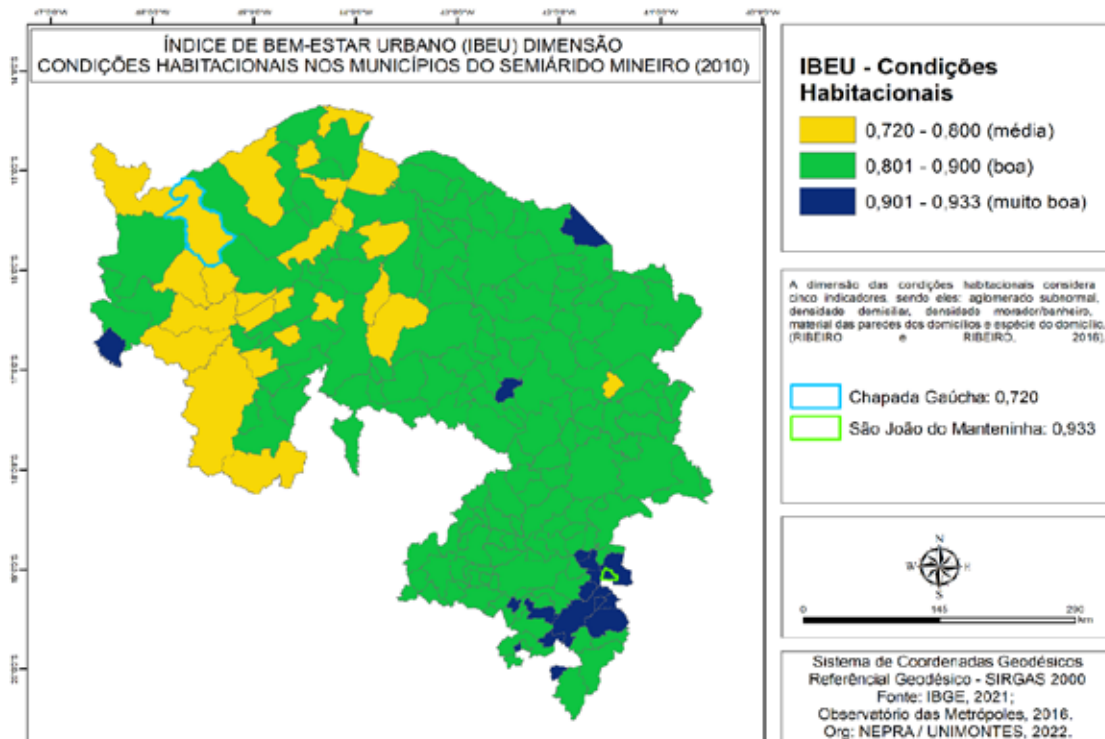 ÍNDICE DE BEM-ESTAR URBANO (IBEU) DIMENSÃO
CONDIÇÕES HABITACIONAIS NOS MUNICÍPIOS DO SEMIÁRIDO MINEIRO (2010)
IBEU - Condições
Habitacionais
0,720 - 0,800 (média)
0,801 - 0,900 (boa)
0,901 - 0,933 (muito boa)
A dimensão das condições habitacionais considera
cinco indicadores, sendo eles: aglomerado subnormal,
densidade domiciliar, densidade morador/banheiro,
material das paredes dos domicílios e espécie do domicílio.
(RIBEIRO e RIBEIRO, 2016).
Chapada Gaúcha: 0,720
São João do Manteninha: 0,933
N
W E
S
0 145 290
km
Sistema de Coordenadas Geodésicos
Referêncial Geodésico - SIRGAS 2000
Fonte: IBGE, 2021;
Observatório das Metrópoles, 2016.
Org: NEPRA / UNIMONTES, 2022.